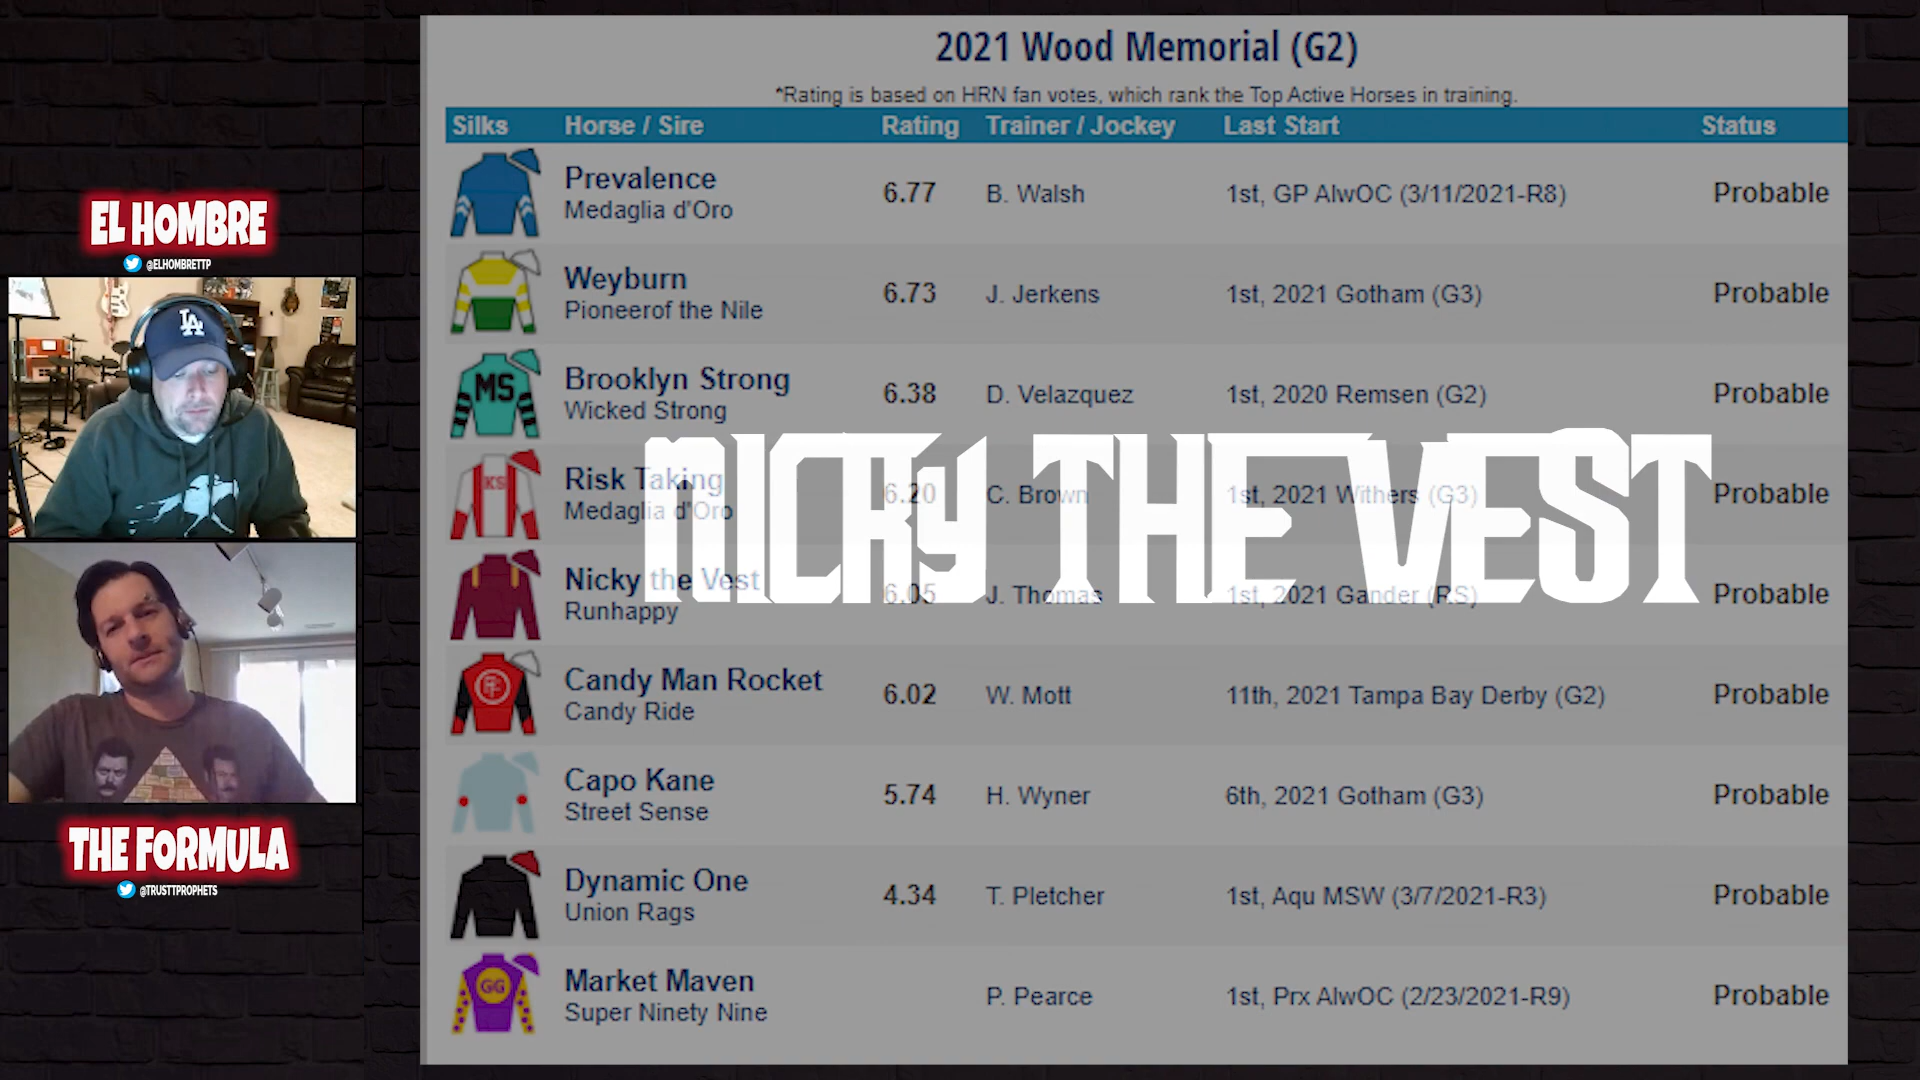 2021 Wood Memorial (G2)
*Rating is based on HRN fan votes, which rank the Top Active Horses in training.
Silks Horse / Sire Rating Trainer / Jockey Last Start Status
Prevalence 6.77 B. Walsh 1st, GP AlwOC (3/11/2021-R8) Probable
Medaglia d'Oro
Weyburn 6.73 J. Jerkens 1st, 2021 Gotham (G3) Probable
Pioneerof the Nile
MS Brooklyn Strong 6.38 D. Velazquez 1st, 2020 Remsen (G2) Probable
Wicked Strong
KS Risk Taking 6.20 C. Brown 1st, 2021 Withers (G3) Probable
Medaglia d'Oro
NICKY THE VEST
Nicky the Vest 6.05 J. Thomas 1st, 2021 Gander (RS) Probable
Runhappy
Candy Man Rocket 6.02 W. Mott 11th, 2021 Tampa Bay Derby (G2) Probable
Candy Ride
Capo Kane 5.74 H. Wyner 6th, 2021 Gotham (G3) Probable
Street Sense
Dynamic One 4.34 T. Pletcher 1st, Aqu MSW (3/7/2021-R3) Probable
Union Rags
GG Market Maven P. Pearce 1st, Prx AlwOC (2/23/2021-R9) Probable
Super Ninety Nine
EL HOMBRE
@ELHOMBRETTP
LA
THE FORMULA
@TRUSTTPROPHETS